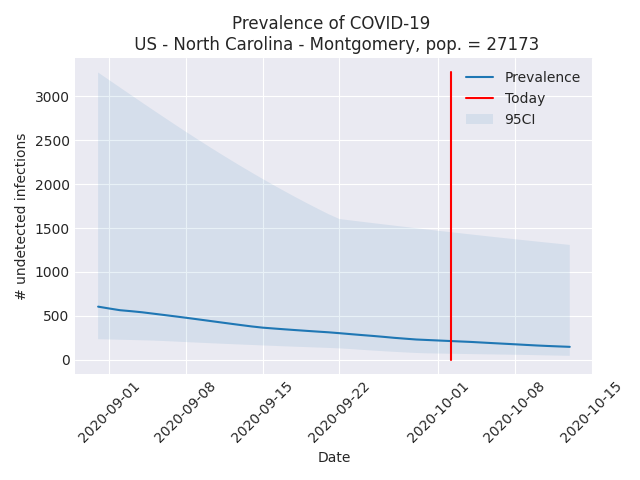 Prevalence of COVID-19
US - North Carolina - Montgomery, pop. = 27173
Prevalence
Today
95CI
# undetected infections
3000
2500
2000
1500
1000
500
0
2020-09-01
2020-09-08
2020-09-15
2020-09-22
2020-10-01
2020-10-08
2020-10-15
Date